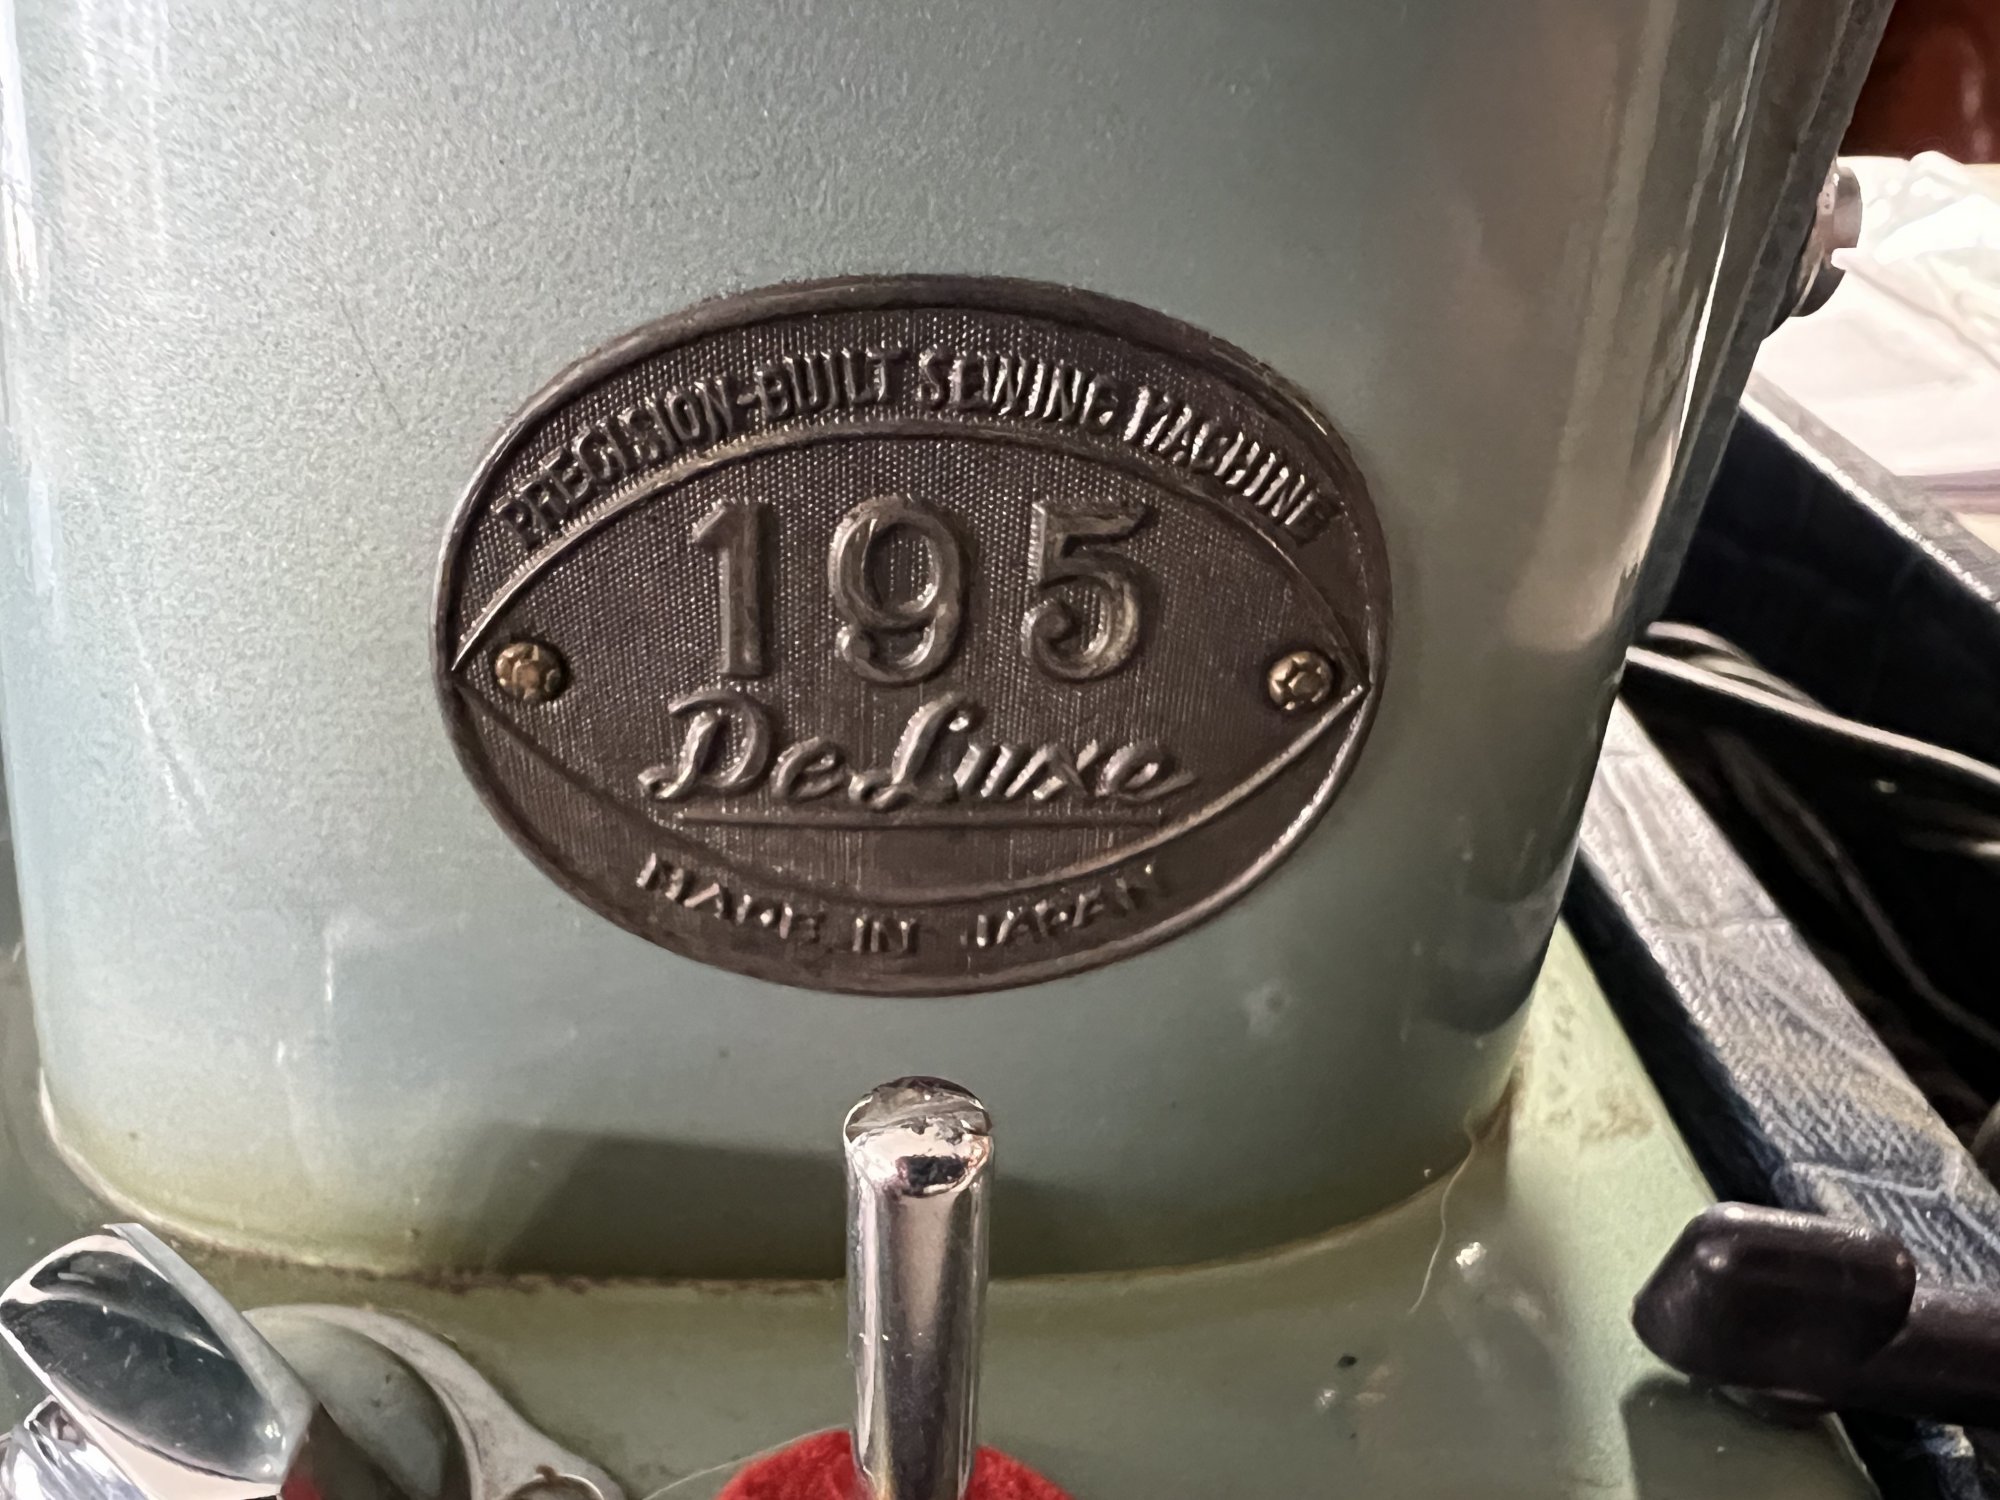 PRECISION-BUILT SEWING MACHINE
195
DeLuxe
MADE IN JAPAN